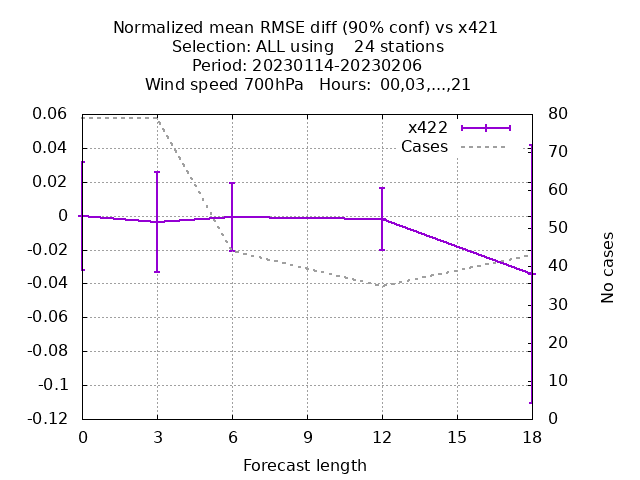 Normalized mean RMSE diff (90% conf) vs x421
Selection: ALL using    24 stations
Period: 20230114-20230206
Wind speed 700hPa   Hours:  00,03,...,21
x422
Cases
0.06
0.04
0.02
0
-0.02
-0.04
-0.06
-0.08
-0.1
-0.12
80
70
60
50
40
30
20
10
0
No cases
0 3 6 9 12 15 18
Forecast length